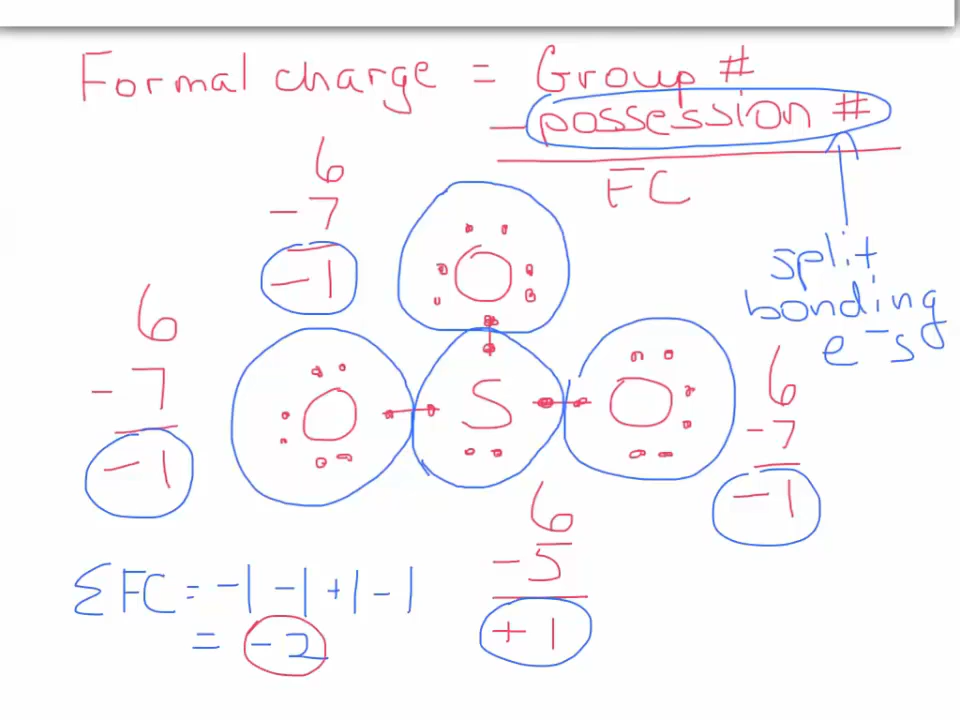 Formal charge = Group #
- possession #
FC
split
bonding
e⁻s
6
- 7
-1
6
- 7
-1
O
O
S
O
6
-7
-1
6
-5
+1
ΣFC = -1 -1 +1 -1
= -2